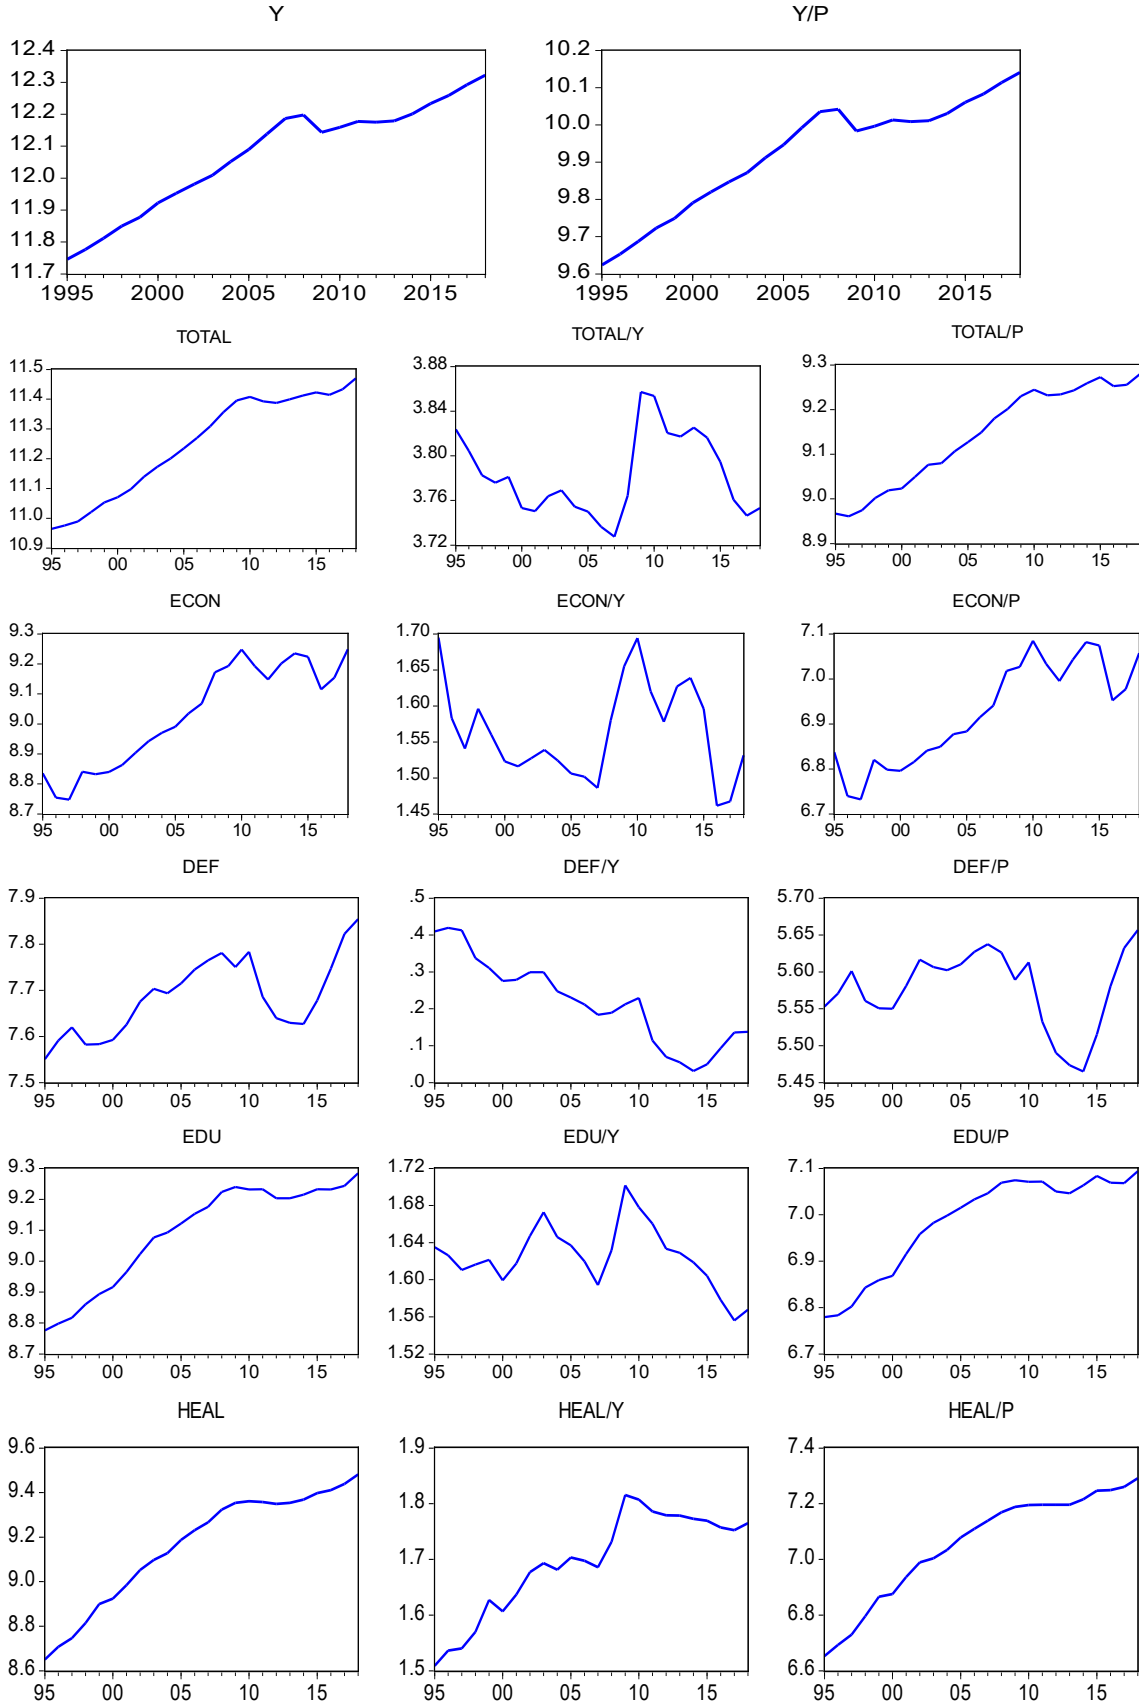 Y Y/P
12.4 10.2
12.3 10.1
12.2 10.0
12.1 9.9
12.0 9.8
11.9 9.7
11.8
11.7 9.6
1995 2000 2005 2010 2015 1995 2000 2005 2010 2015
TOTAL TOTAL/Y TOTAL/P
11.5 3.88 9.3
11.4 3.84 9.2
11.3 3.80 9.1
11.2 3.76 9.0
11.1 3.72 8.9
11.0
10.9
95 00 05 10 15 95 00 05 10 15 95 00 05 10 15
ECON ECON/Y ECON/P
9.3 1.70 7.1
9.2 1.65 7.0
9.1 1.60 6.9
9.0 1.55 6.8
8.9 1.50 6.7
8.8 1.45
8.7
95 00 05 10 15 95 00 05 10 15 95 00 05 10 15
DEF DEF/Y DEF/P
7.9 .5 5.70
7.8 .4 5.65
7.7 .3 5.60
7.6 .2 5.55
7.5 .1 5.50
.0 5.45
95 00 05 10 15 95 00 05 10 15 95 00 05 10 15
EDU EDU/Y EDU/P
9.3 1.72 7.1
9.2 1.68 7.0
9.1 1.64 6.9
9.0 1.60 6.8
8.9 1.56 6.7
8.8 1.52
8.7
95 00 05 10 15 95 00 05 10 15 95 00 05 10 15
HEAL HEAL/Y HEAL/P
9.6 1.9 7.4
9.4 1.8 7.2
9.2 1.7 7.0
9.0 1.6 6.8
8.8 1.5 6.6
8.6
95 00 05 10 15 95 00 05 10 15 95 00 05 10 15